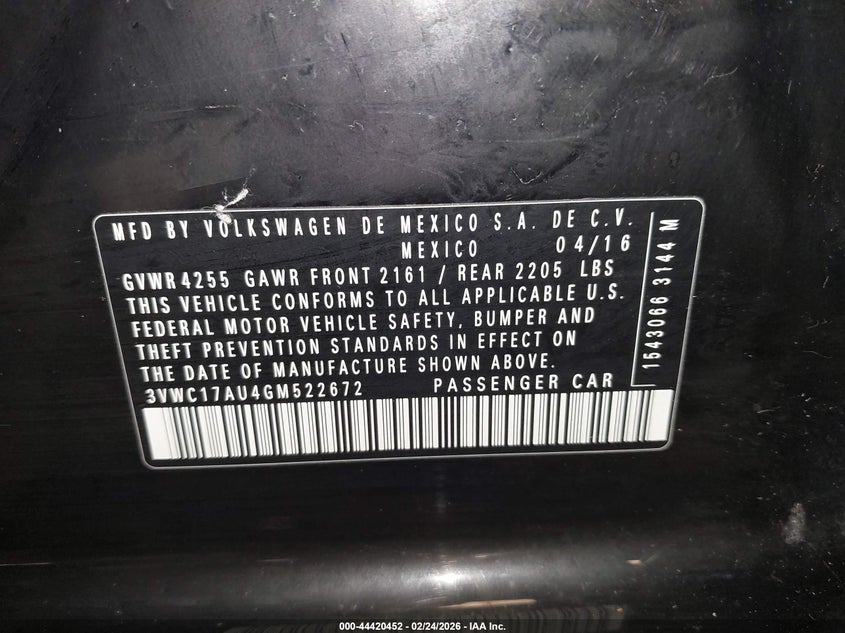 MFD BY VOLKSWAGEN DE MEXICO S.A. DE C.V.
MEXICO 04/16
GVWR 4255 GAWR FRONT 2161 / REAR 2205 LBS
THIS VEHICLE CONFORMS TO ALL APPLICABLE U.S.
FEDERAL MOTOR VEHICLE SAFETY, BUMPER AND
THEFT PREVENTION STANDARDS IN EFFECT ON
THE DATE OF MANUFACTURE SHOWN ABOVE.
3VWC17AU4GM522672 PASSENGER CAR
1543066 3144 M
000-44420452 - 02/24/2026 - IAA Inc.